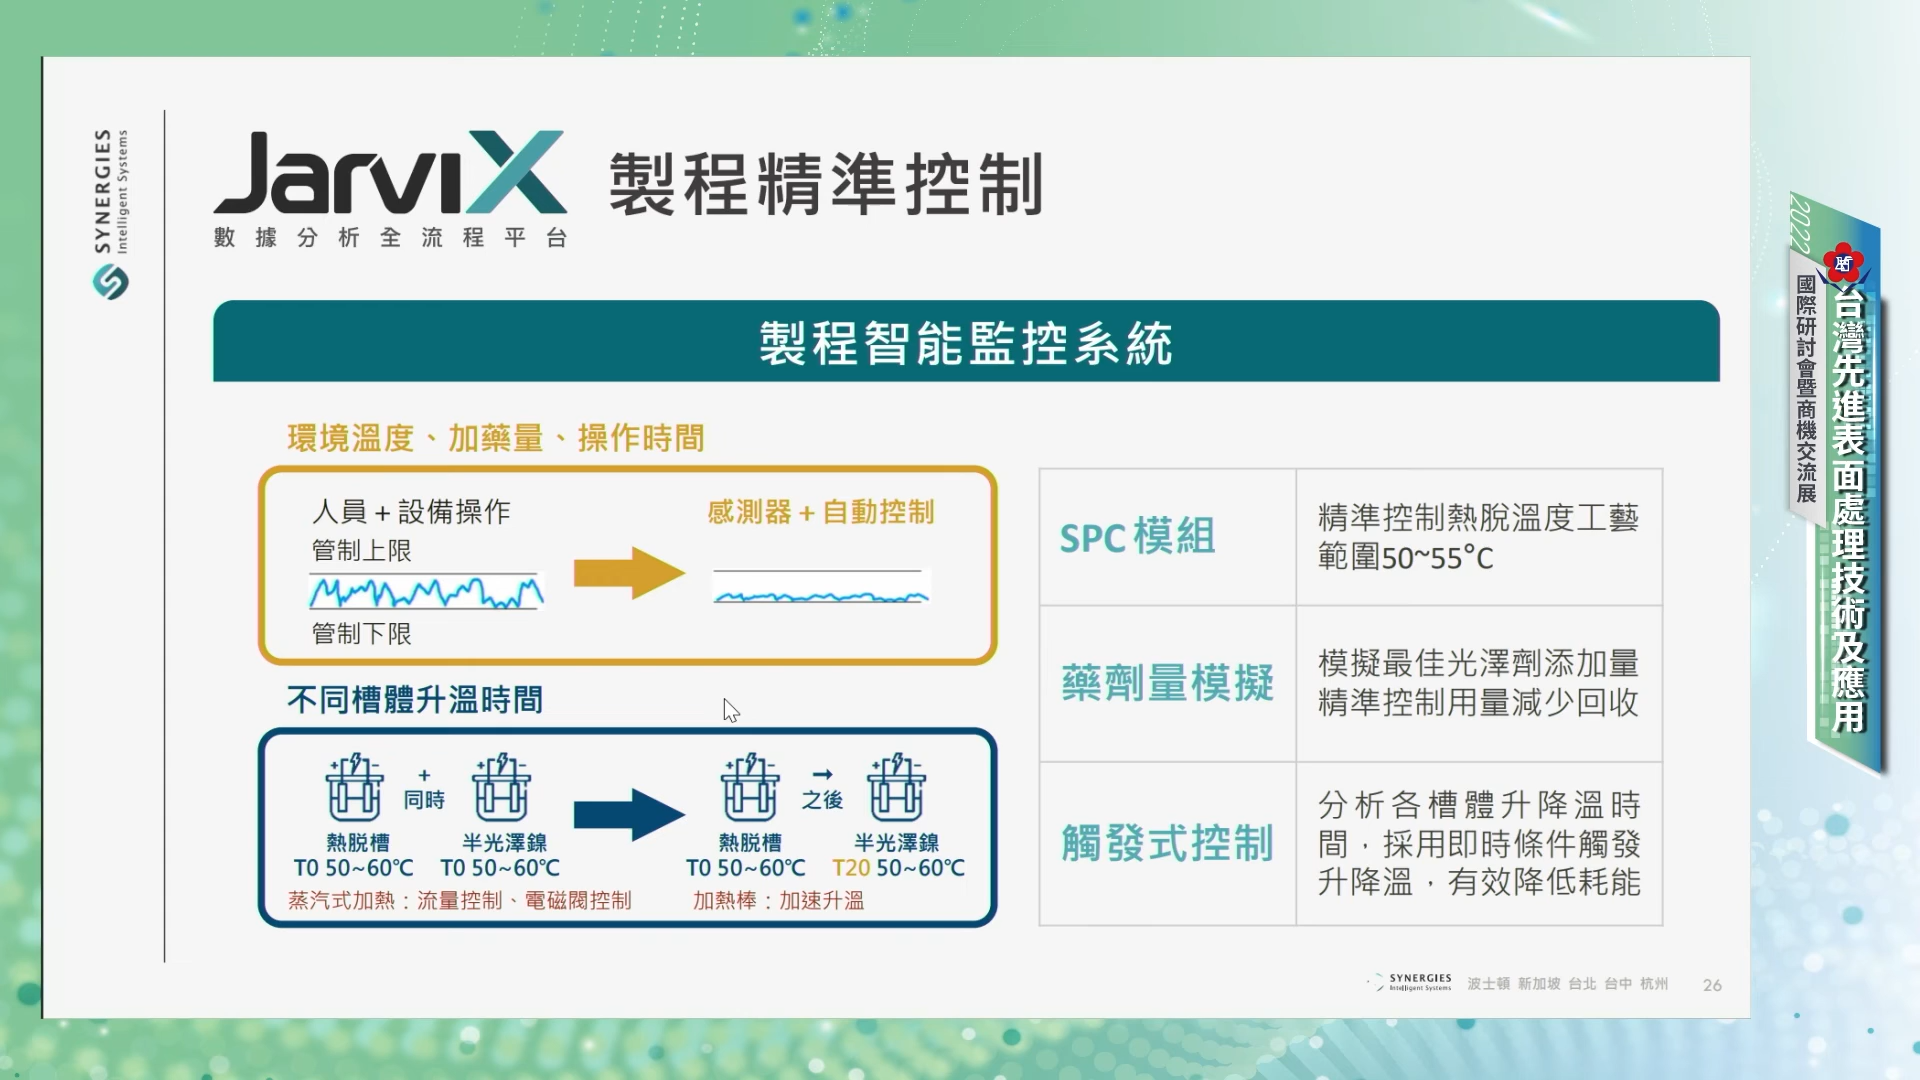 SYNERGIES
Intelligent Systems
JarviX 製程精準控制
數據分析全流程平台
製程智能監控系統
環境溫度、加藥量、操作時間
人員+設備操作
管制上限
管制下限
感測器+自動控制
不同槽體升溫時間
+
同時
熱脫槽
T0 50~60℃
半光澤鎳
T0 50~60℃
蒸汽式加熱：流量控制、電磁閥控制
→
之後
熱脫槽
T0 50~60℃
半光澤鎳
T20 50~60℃
加熱棒：加速升溫
SPC模組
精準控制熱脫溫度工藝
範圍50~55°C
藥劑量模擬
模擬最佳光澤劑添加量
精準控制用量減少回收
觸發式控制
分析各槽體升降溫時
間，採用即時條件觸發
升降溫，有效降低耗能
SYNERGIES
Intelligent Systems
波士頓 新加坡 台北 台中 杭州
26
2022
台灣先進表面處理技術及應用
國際研討會暨商機交流展